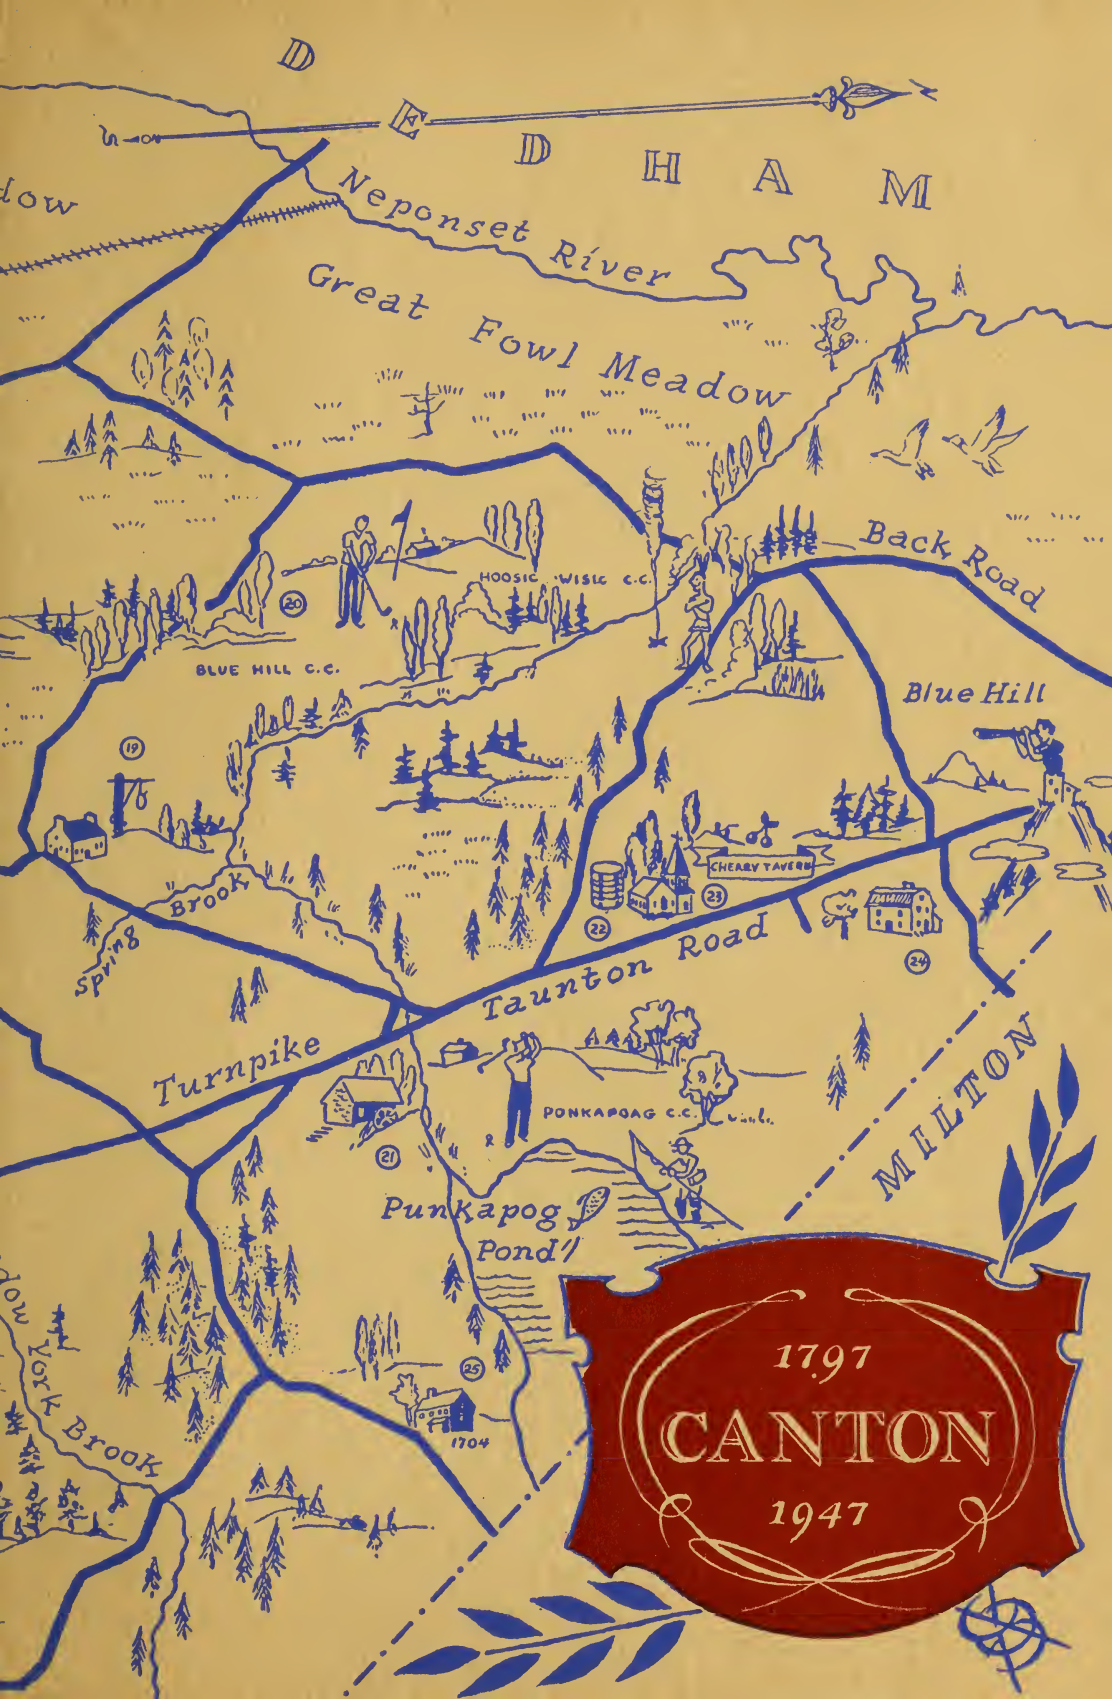 D E D H A M
S
N
dow
Neponset River
Great Fowl Meadow
Back Road
HOOSIC WISIC C.C.
20
BLUE HILL C.C.
Blue Hill
19
CHERRY TAVERN
23
22
Brook
Spring
Road
Taunton
24
Turnpike
MILTON
PONKAPOAG C.C.
21
Punkapog
Pond
dow
York Brook
25
1704
1797
CANTON
1947